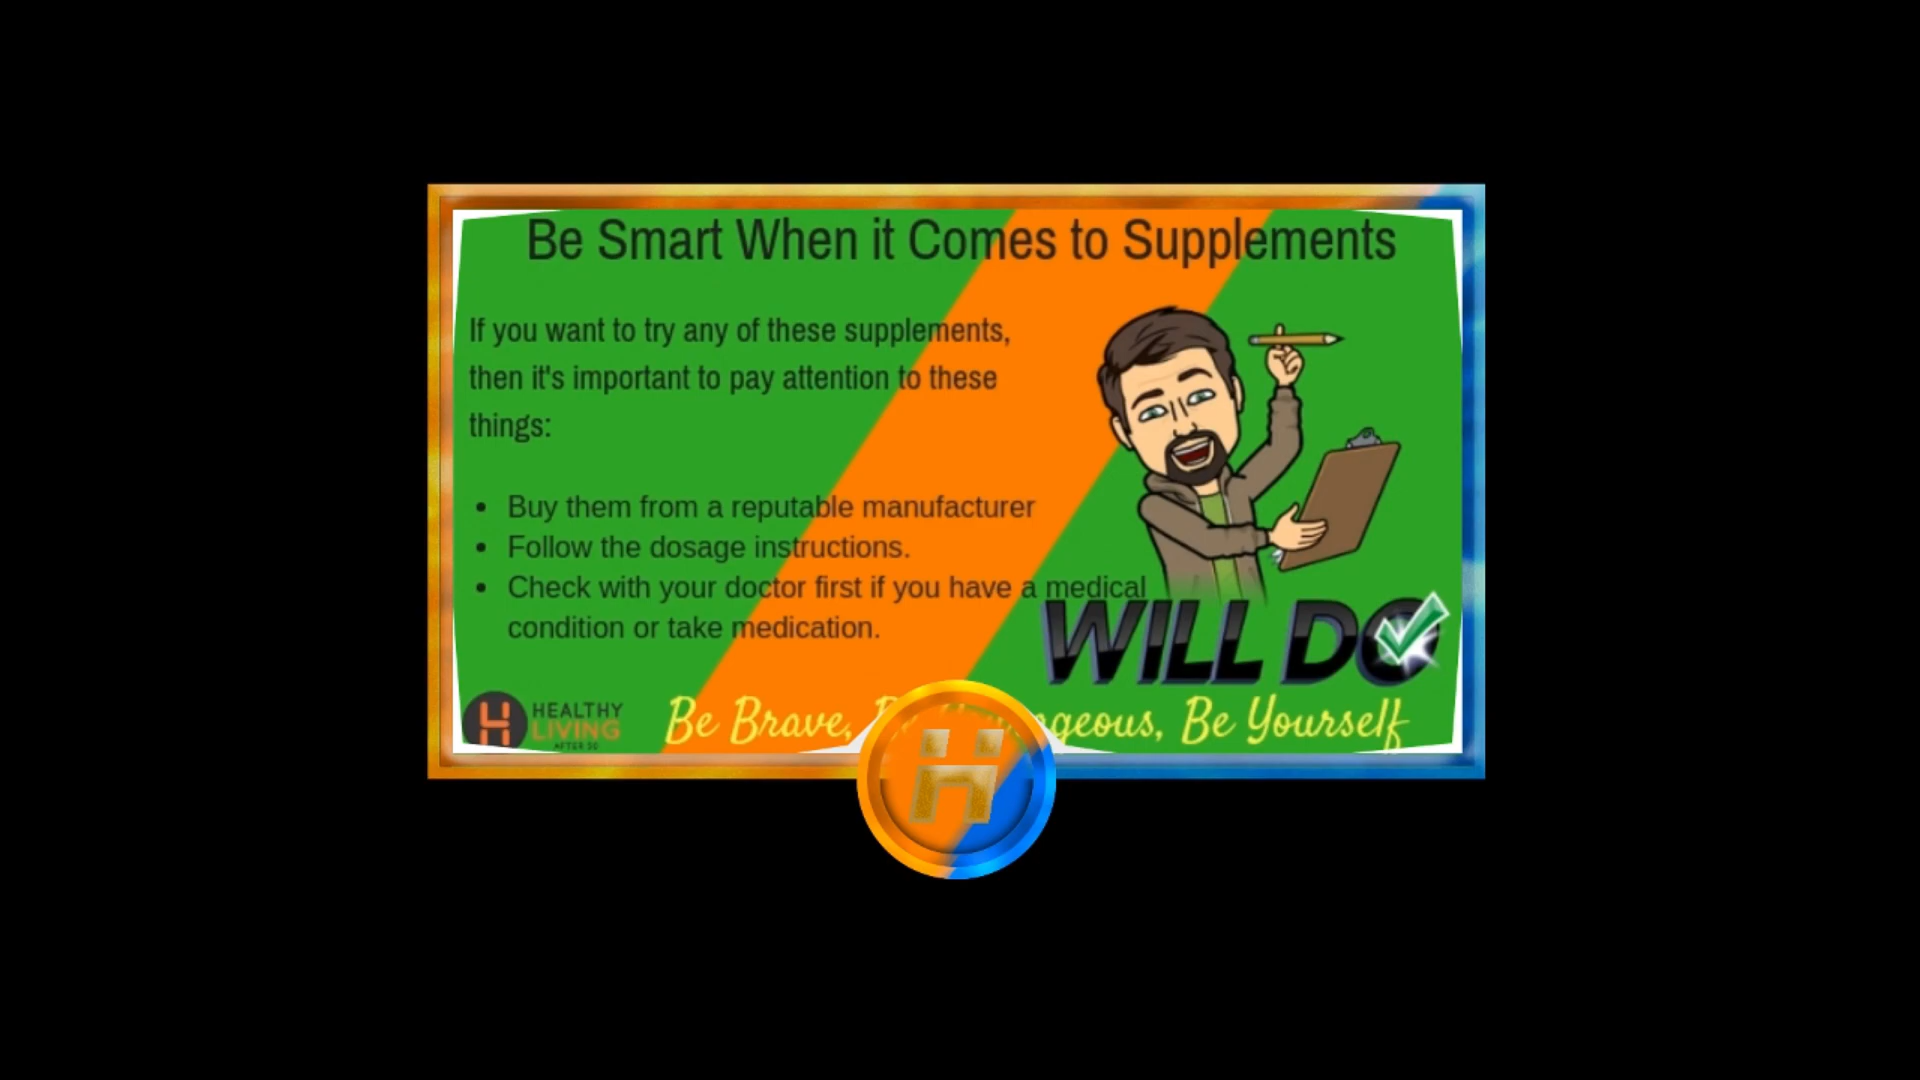 Be Smart When it Comes to Supplements
If you want to try any of these supplements,
then it's important to pay attention to these
things:
• Buy them from a reputable manufacturer
• Follow the dosage instructions.
• Check with your doctor first if you have a medical
condition or take medication.
WILL DO
HEALTHY
LIVING
AFTER 50
Be Brave, geous, Be Yourself